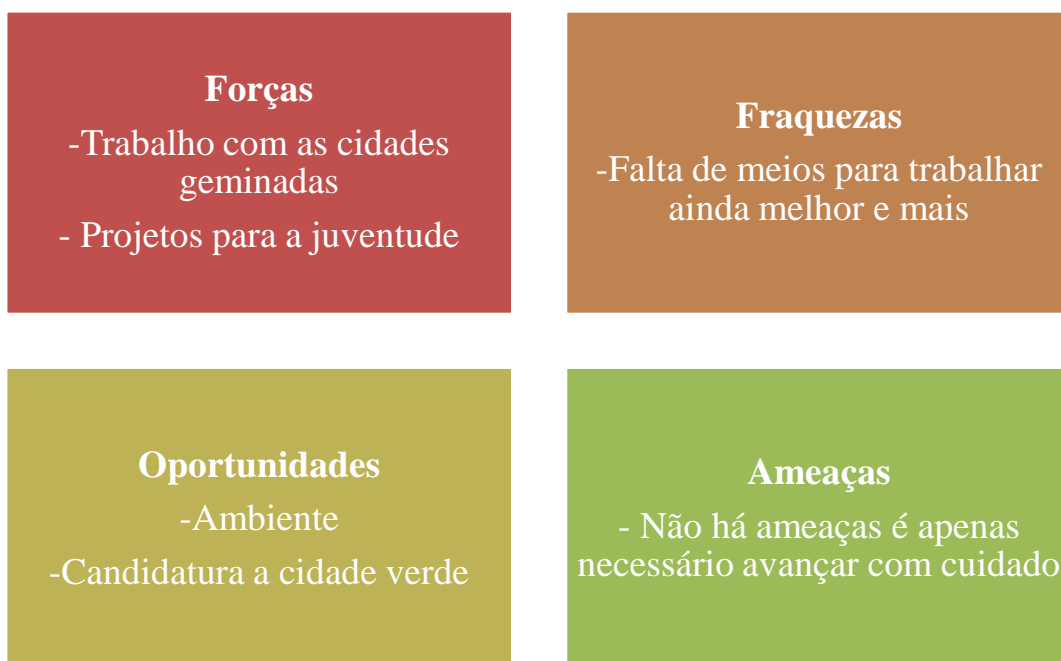 Forças
-Trabalho com as cidades
geminadas
- Projetos para a juventude
Fraquezas
-Falta de meios para trabalhar
ainda melhor e mais
Oportunidades
-Ambiente
-Candidatura a cidade verde
Ameaças
- Não há ameaças é apenas
necessário avançar com cuidado